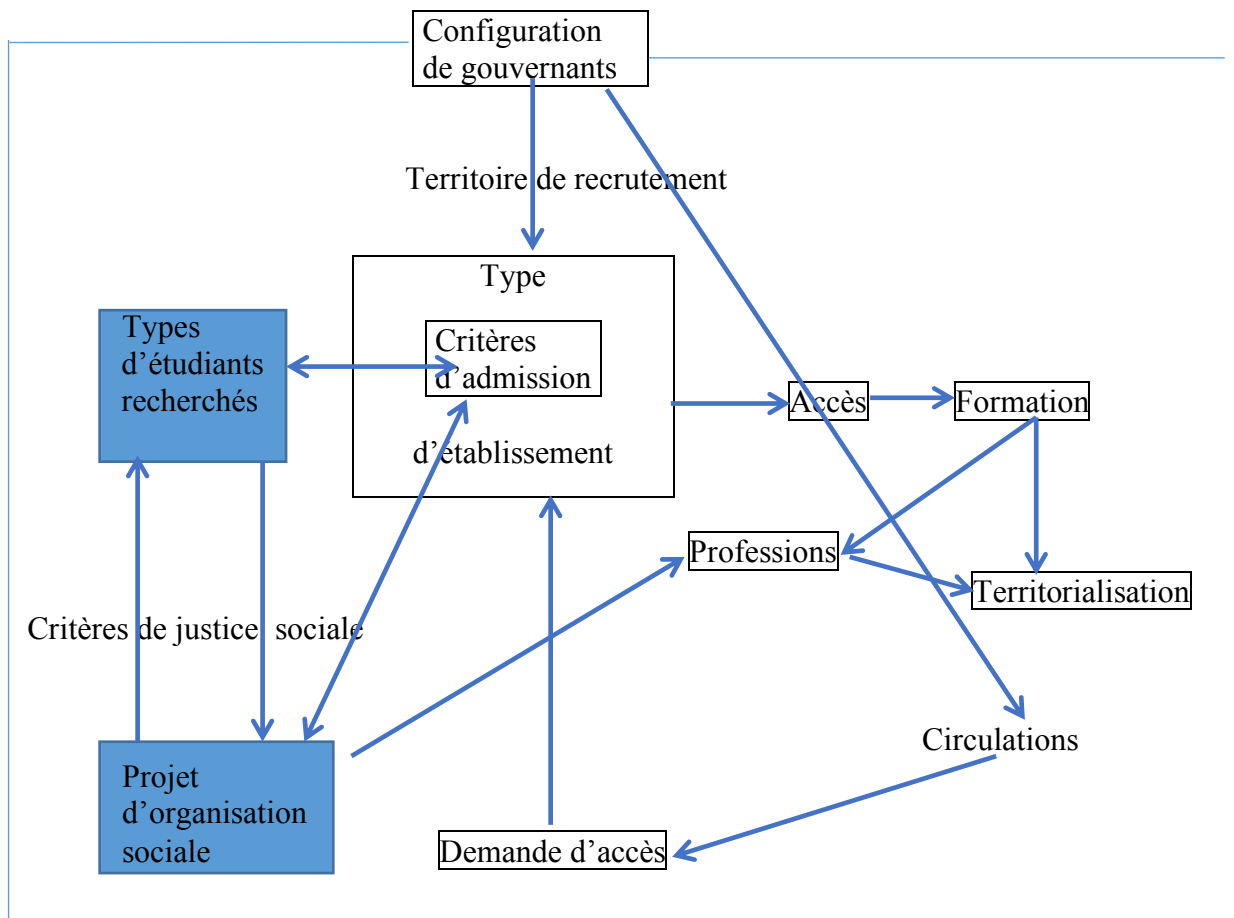 Configuration
de gouvernants
Territoire de recrutement
Type
Critères
d'admission
d'établissement
Types
d'étudiants
recherchés
Accès
Formation
Professions
Territorialisation
Critères de justice sociale
Circulations
Projet
d'organisation
sociale
Demande d'accès